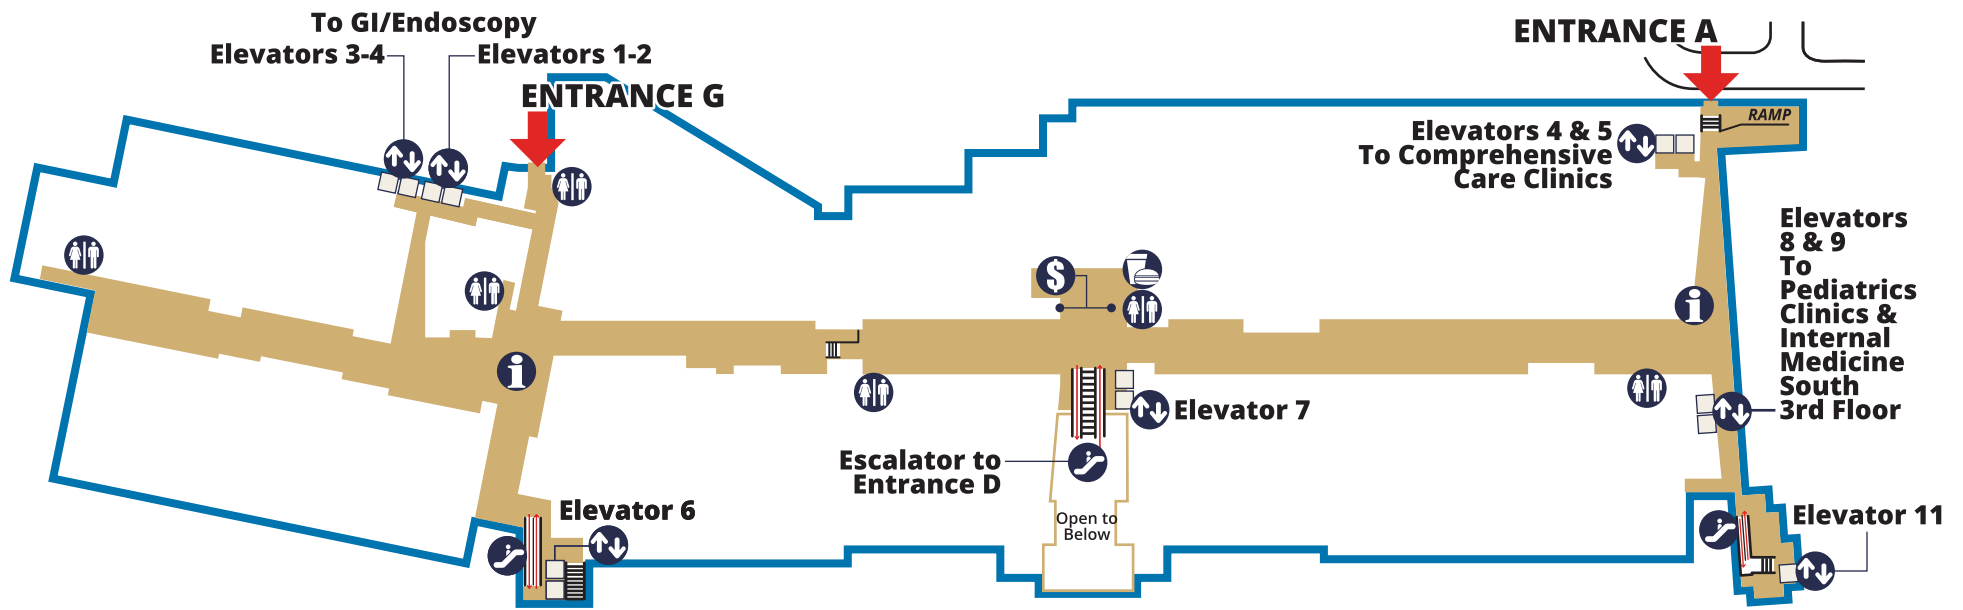 To GI/Endoscopy
Elevators 3-4
Elevators 1-2
ENTRANCE G
ENTRANCE A
RAMP
Elevators 4 & 5
To Comprehensive
Care Clinics
Elevators
8 & 9
To
Pediatrics
Clinics &
Internal
Medicine
South
3rd Floor
$
i
i
Elevator 7
Escalator to
Entrance D
Open to
Below
Elevator 6
Elevator 11